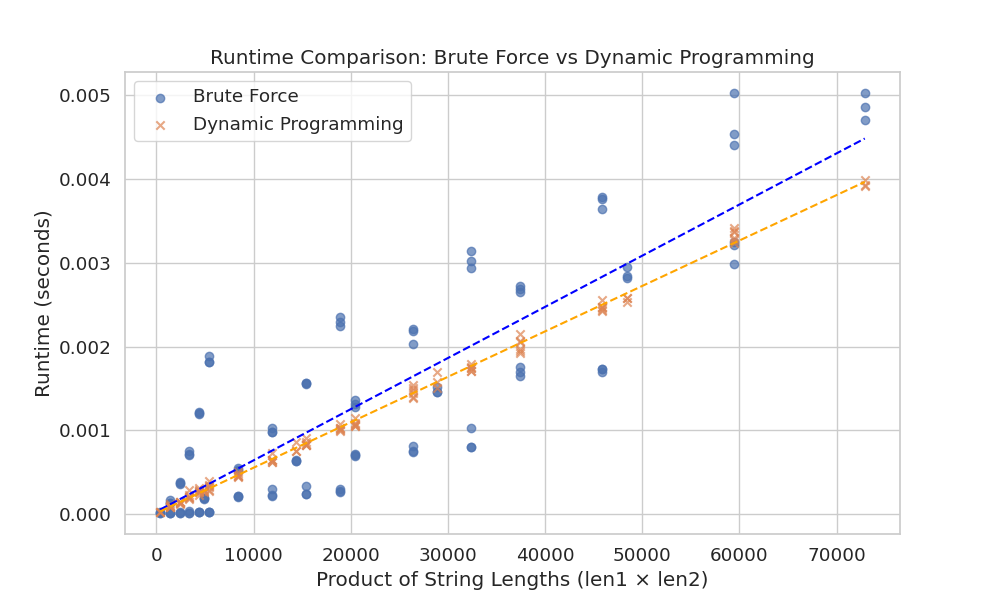 Runtime Comparison: Brute Force vs Dynamic Programming
Brute Force
Dynamic Programming
Runtime (seconds)
0.005
0.004
0.003
0.002
0.001
0.000
0 10000 20000 30000 40000 50000 60000 70000
Product of String Lengths (len1 × len2)